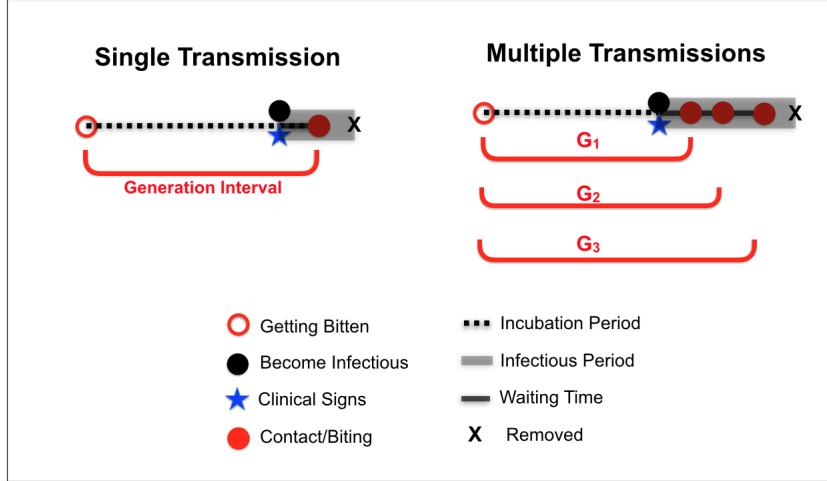 Single Transmission
Multiple Transmissions
X
X
Generation Interval
G₁
G₂
G₃
Getting Bitten
Incubation Period
Become Infectious
Infectious Period
Clinical Signs
Waiting Time
Contact/Biting
X Removed